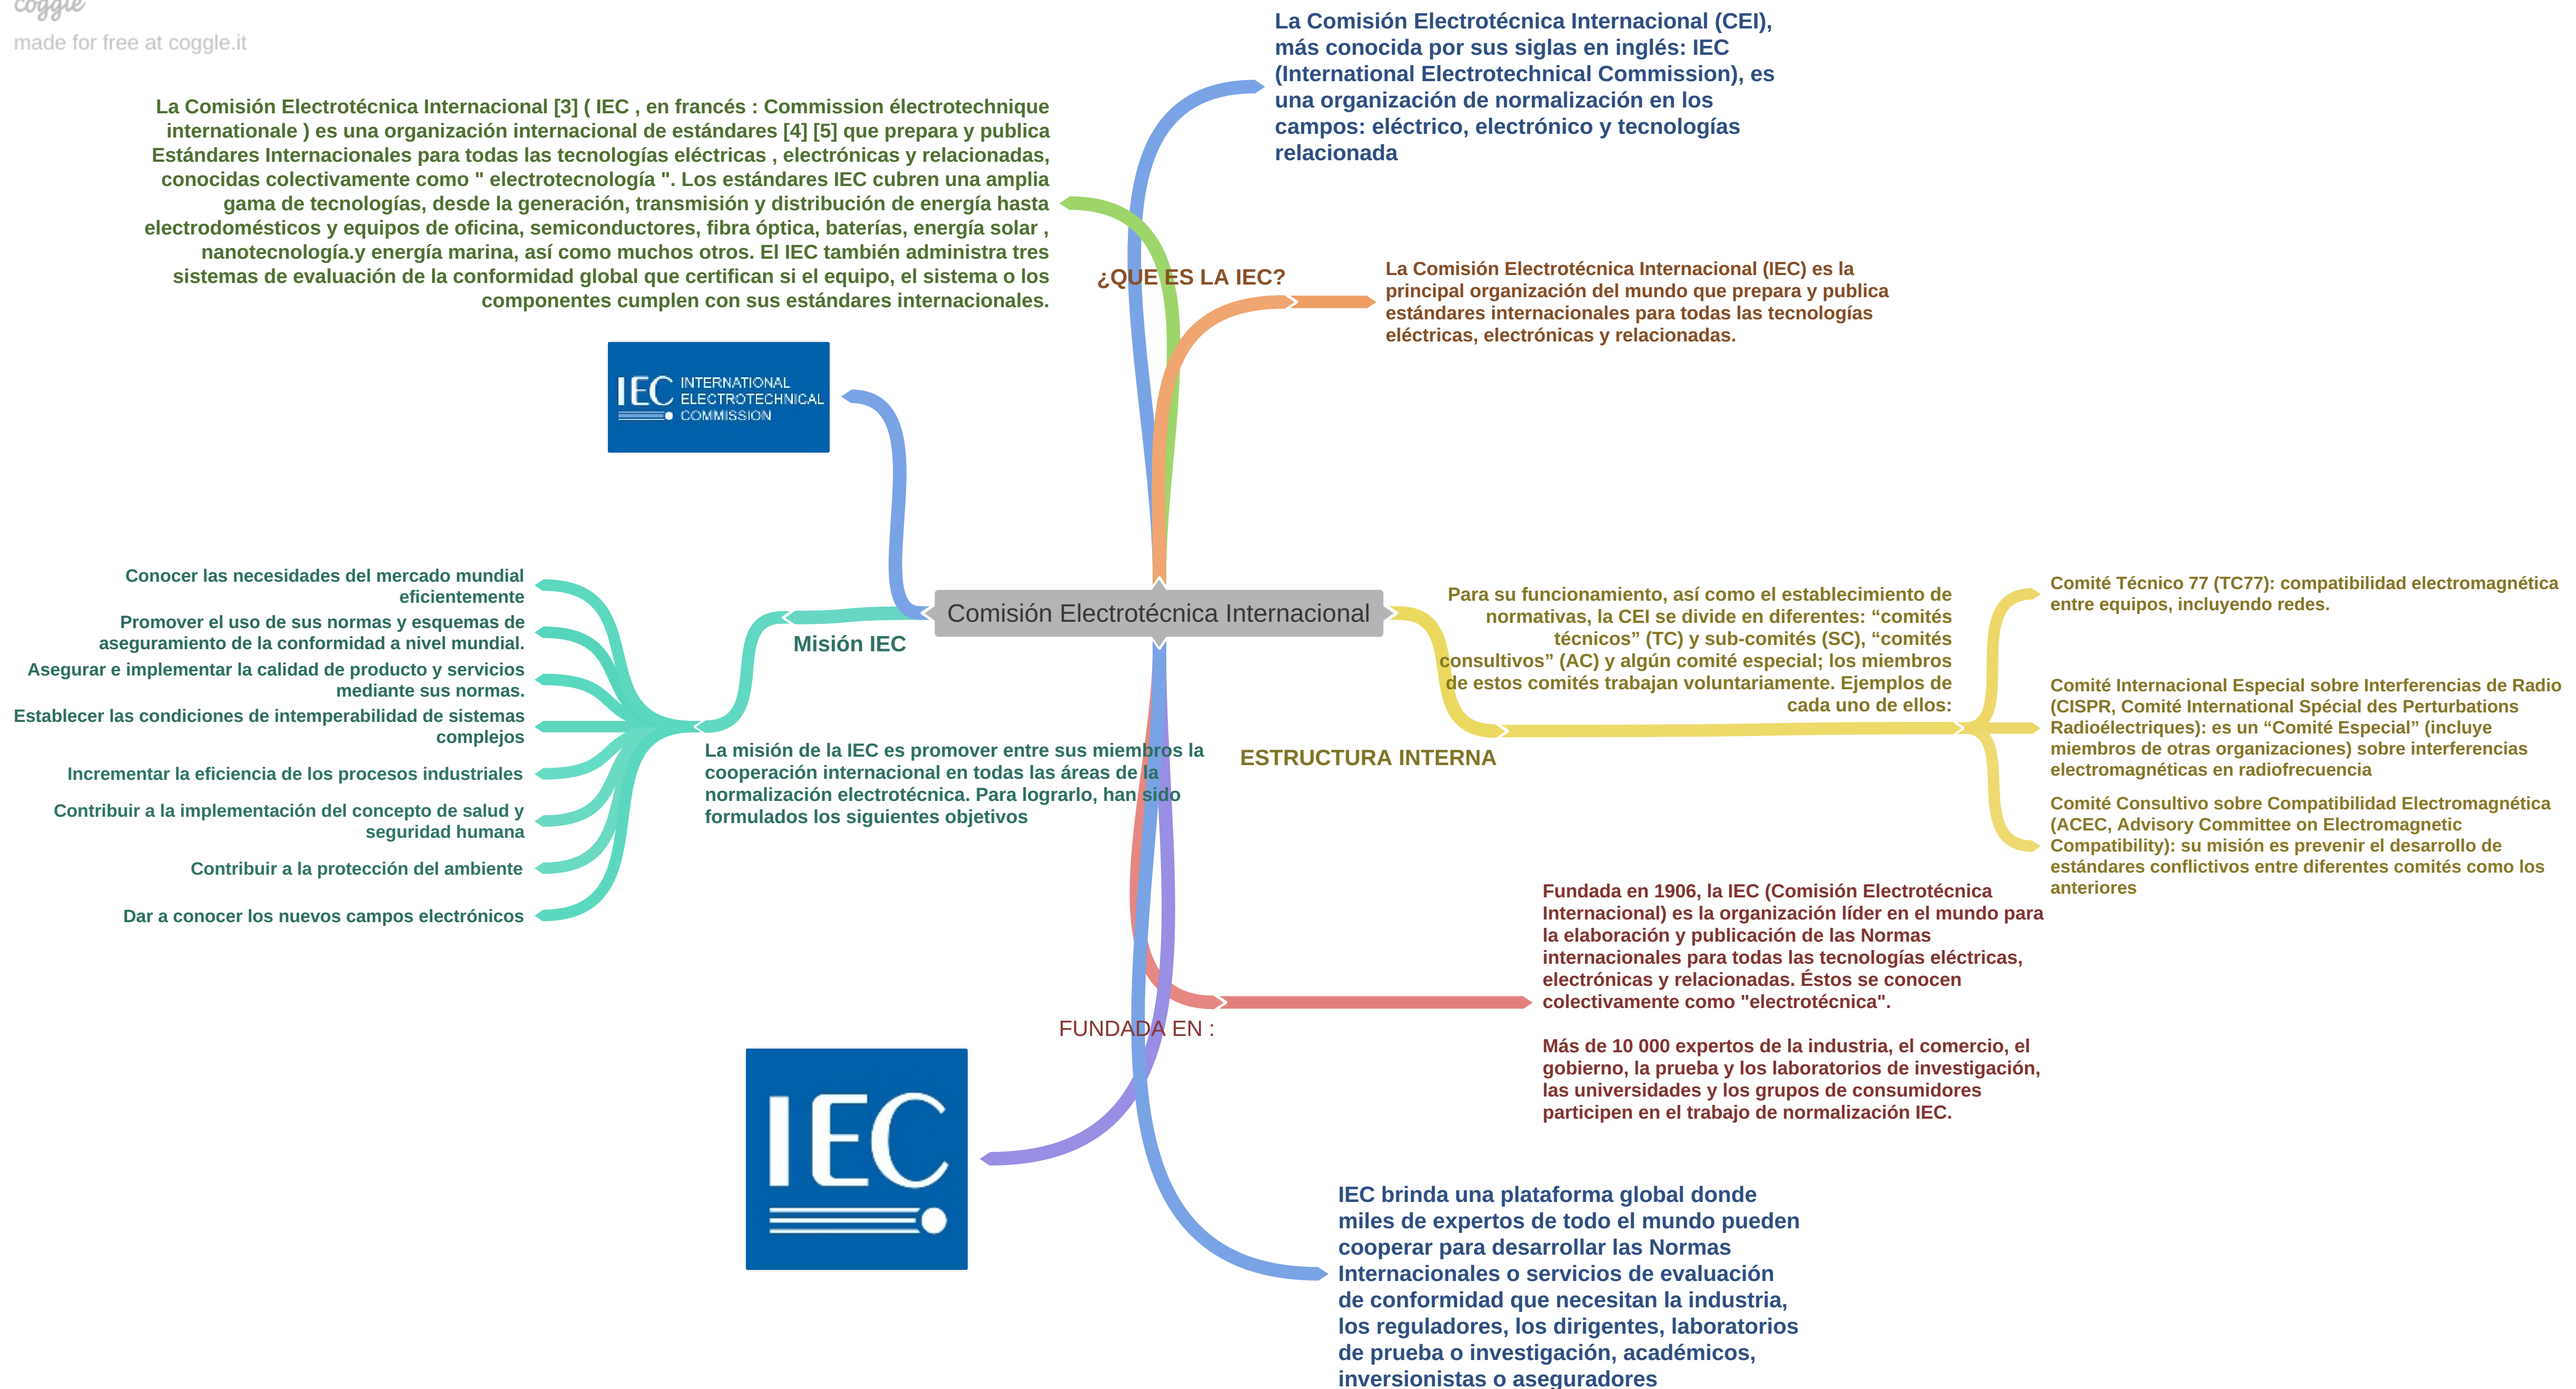 coggle
made for free at coggle.it
La Comisión Electrotécnica Internacional (CEI),
más conocida por sus siglas en inglés: IEC
(International Electrotechnical Commission), es
una organización de normalización en los
campos: eléctrico, electrónico y tecnologías
relacionada
La Comisión Electrotécnica Internacional [3] ( IEC , en francés : Commission électrotechnique
internationale ) es una organización internacional de estándares [4] [5] que prepara y publica
Estándares Internacionales para todas las tecnologías eléctricas , electrónicas y relacionadas,
conocidas colectivamente como " electrotecnología ". Los estándares IEC cubren una amplia
gama de tecnologías, desde la generación, transmisión y distribución de energía hasta
electrodomésticos y equipos de oficina, semiconductores, fibra óptica, baterías, energía solar ,
nanotecnología.y energía marina, así como muchos otros. El IEC también administra tres
sistemas de evaluación de la conformidad global que certifican si el equipo, el sistema o los
componentes cumplen con sus estándares internacionales.
¿QUE ES LA IEC?
La Comisión Electrotécnica Internacional (IEC) es la
principal organización del mundo que prepara y publica
estándares internacionales para todas las tecnologías
eléctricas, electrónicas y relacionadas.
IEC INTERNATIONAL
ELECTROTECHNICAL
COMMISSION
Comisión Electrotécnica Internacional
Misión IEC
La misión de la IEC es promover entre sus miembros la
cooperación internacional en todas las áreas de la
normalización electrotécnica. Para lograrlo, han sido
formulados los siguientes objetivos
Conocer las necesidades del mercado mundial
eficientemente
Promover el uso de sus normas y esquemas de
aseguramiento de la conformidad a nivel mundial.
Asegurar e implementar la calidad de producto y servicios
mediante sus normas.
Establecer las condiciones de intemperabilidad de sistemas
complejos
Incrementar la eficiencia de los procesos industriales
Contribuir a la implementación del concepto de salud y
seguridad humana
Contribuir a la protección del ambiente
Dar a conocer los nuevos campos electrónicos
ESTRUCTURA INTERNA
Para su funcionamiento, así como el establecimiento de
normativas, la CEI se divide en diferentes: “comités
técnicos” (TC) y sub-comités (SC), “comités
consultivos” (AC) y algún comité especial; los miembros
de estos comités trabajan voluntariamente. Ejemplos de
cada uno de ellos:
Comité Técnico 77 (TC77): compatibilidad electromagnética
entre equipos, incluyendo redes.
Comité Internacional Especial sobre Interferencias de Radio
(CISPR, Comité International Spécial des Perturbations
Radioélectriques): es un “Comité Especial” (incluye
miembros de otras organizaciones) sobre interferencias
electromagnéticas en radiofrecuencia
Comité Consultivo sobre Compatibilidad Electromagnética
(ACEC, Advisory Committee on Electromagnetic
Compatibility): su misión es prevenir el desarrollo de
estándares conflictivos entre diferentes comités como los
anteriores
FUNDADA EN :
Fundada en 1906, la IEC (Comisión Electrotécnica
Internacional) es la organización líder en el mundo para
la elaboración y publicación de las Normas
internacionales para todas las tecnologías eléctricas,
electrónicas y relacionadas. Éstos se conocen
colectivamente como "electrotécnica".
Más de 10 000 expertos de la industria, el comercio, el
gobierno, la prueba y los laboratorios de investigación,
las universidades y los grupos de consumidores
participen en el trabajo de normalización IEC.
IEC
IEC brinda una plataforma global donde
miles de expertos de todo el mundo pueden
cooperar para desarrollar las Normas
Internacionales o servicios de evaluación
de conformidad que necesitan la industria,
los reguladores, los dirigentes, laboratorios
de prueba o investigación, académicos,
inversionistas o aseguradores